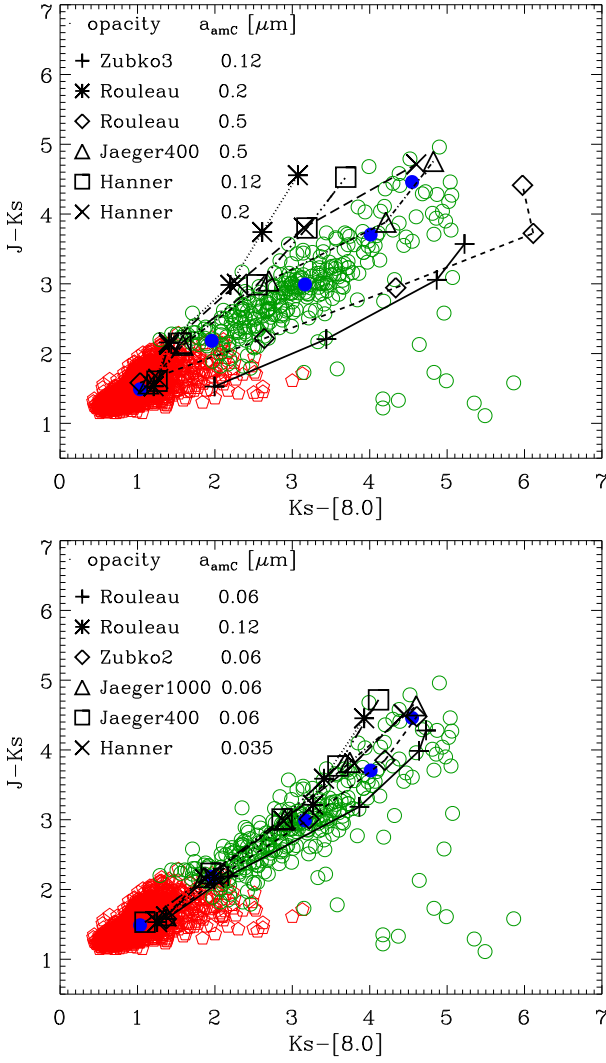 opacity a_amC [μm]
Zubko3 0.12
Rouleau 0.2
Rouleau 0.5
Jaeger400 0.5
Hanner 0.12
Hanner 0.2
7
6
5
4
3
2
1
J-Ks
0 1 2 3 4 5 6 7
Ks-[8.0]
opacity a_amC [μm]
Rouleau 0.06
Rouleau 0.12
Zubko2 0.06
Jaeger1000 0.06
Jaeger400 0.06
Hanner 0.035
7
6
5
4
3
2
1
J-Ks
0 1 2 3 4 5 6 7
Ks-[8.0]